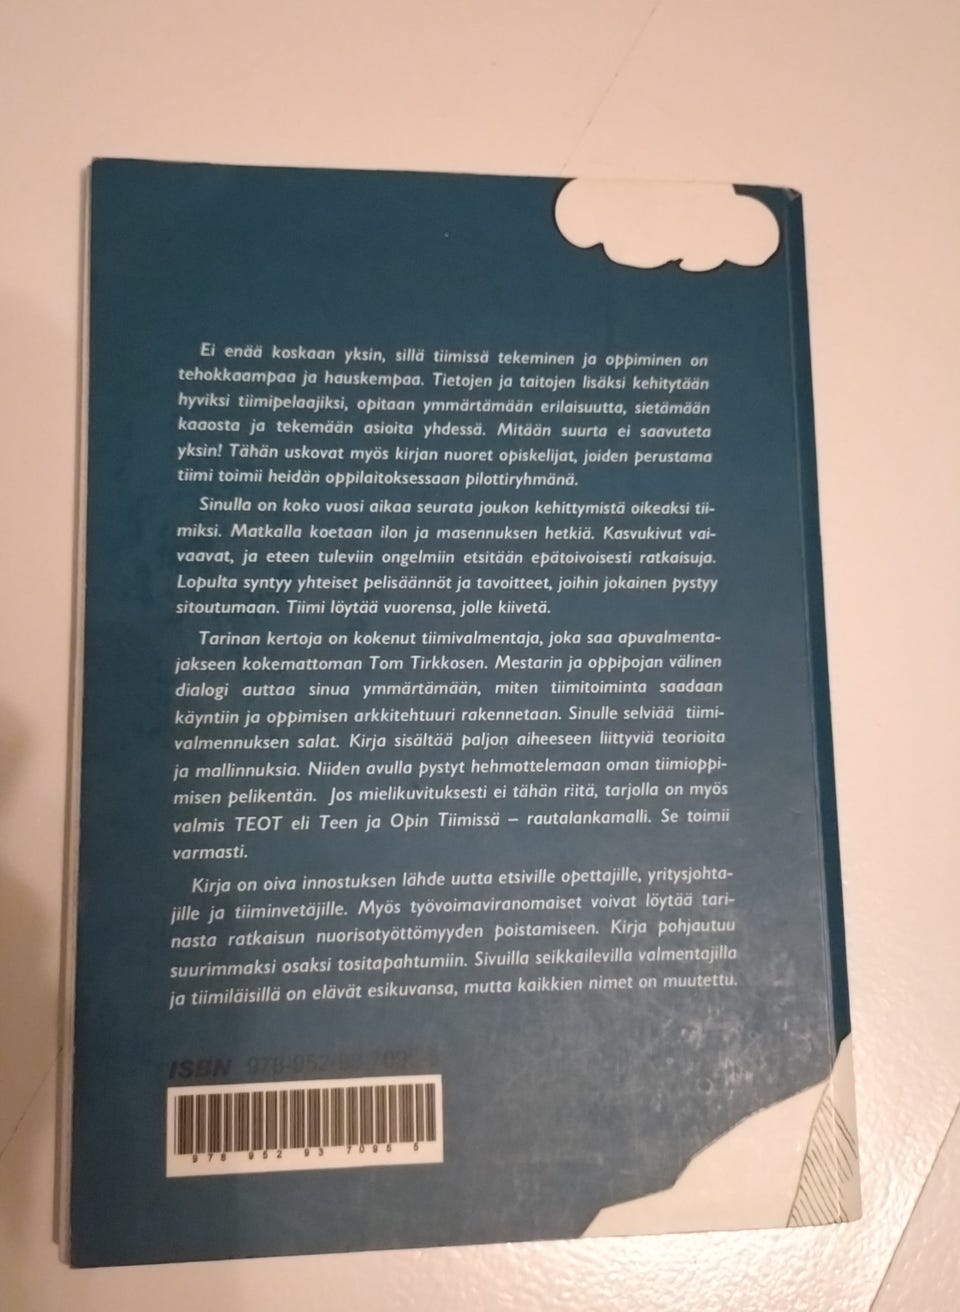 Ei enää koskaan yksin, sillä tiimissä tekeminen ja oppiminen on
tehokkaampaa ja hauskempaa. Tietojen ja taitojen lisäksi kehitytään
hyviksi tiimipelaajiksi, opitaan ymmärtämään erilaisuutta, sietämään
kaaosta ja tekemään asioita yhdessä. Mitään suurta ei saavuteta
yksin! Tähän uskovat myös kirjan nuoret opiskelijat, joiden perustama
tiimi toimii heidän oppilaitoksessaan pilottiryhmänä.
Sinulla on koko vuosi aikaa seurata joukon kehittymistä oikeaksi tii-
miksi. Matkalla koetaan ilon ja masennuksen hetkiä. Kasvukivut vai-
vaavat, ja eteen tuleviin ongelmiin etsitään epätoivoisesti ratkaisuja.
Lopulta syntyy yhteiset pelisäännöt ja tavoitteet, joihin jokainen pystyy
sitoutumaan. Tiimi löytää vuorensa, jolle kiivetä.
Tarinan kertoja on kokenut tiimivalmentaja, joka saa apuvalmenta-
jakseen kokemattoman Tom Tirkkosen. Mestarin ja oppipojan välinen
dialogi auttaa sinua ymmärtämään, miten tiimitoiminta saadaan
käyntiin ja oppimisen arkkitehtuuri rakennetaan. Sinulle selviää tiimi-
valmennuksen salat. Kirja sisältää paljon aiheeseen liittyviä teorioita
ja mallinnuksia. Niiden avulla pystyt hehmottelemaan oman tiimioppi-
misen pelikentän. Jos mielikuvituksesti ei tähän riitä, tarjolla on myös
valmis TEOT eli Teen ja Opin Tiimissä – rautalankamalli. Se toimii
varmasti.
Kirja on oiva innostuksen lähde uutta etsiville opettajille, yritysjohta-
jille ja tiiminvetäjille. Myös työvoimaviranomaiset voivat löytää tari-
nasta ratkaisun nuorisotyöttömyyden poistamiseen. Kirja pohjautuu
suurimmaksi osaksi tositapahtumiin. Sivuilla seikkailevilla valmentajilla
ja tiimiläisillä on elävät esikuvansa, mutta kaikkien nimet on muutettu.
ISBN
978 952 93 7095 5